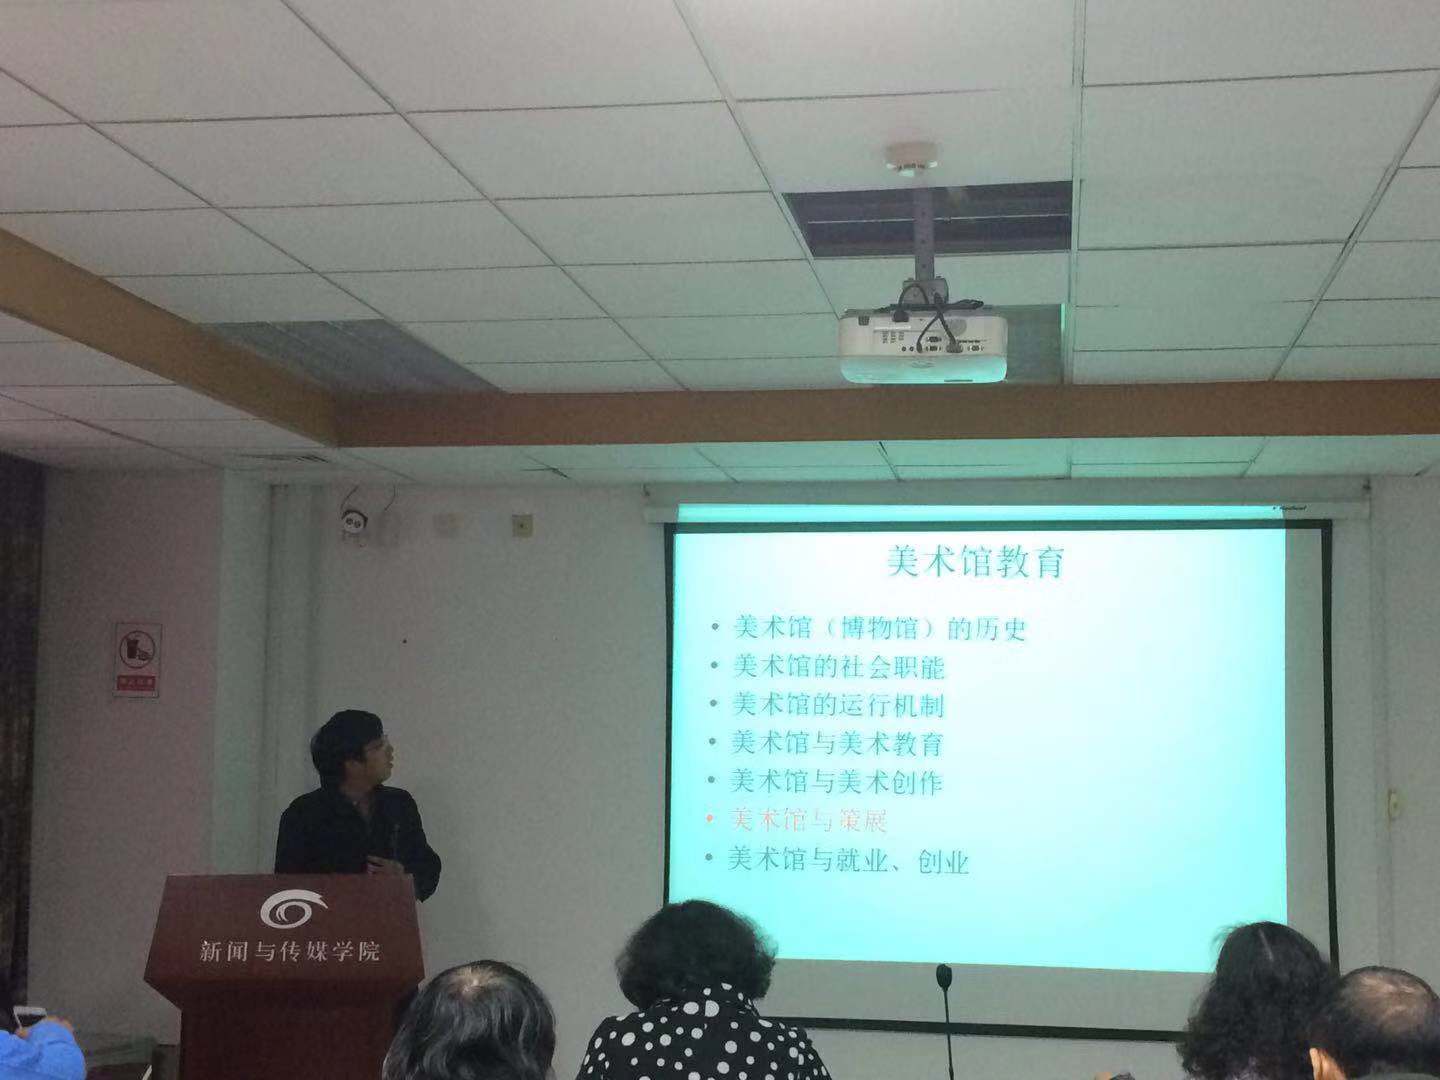 美术馆教育
• 美术馆（博物馆）的历史
• 美术馆的社会职能
• 美术馆的运行机制
• 美术馆与美术教育
• 美术馆与美术创作
• 美术馆与策展
• 美术馆与就业、创业
新闻与传媒学院